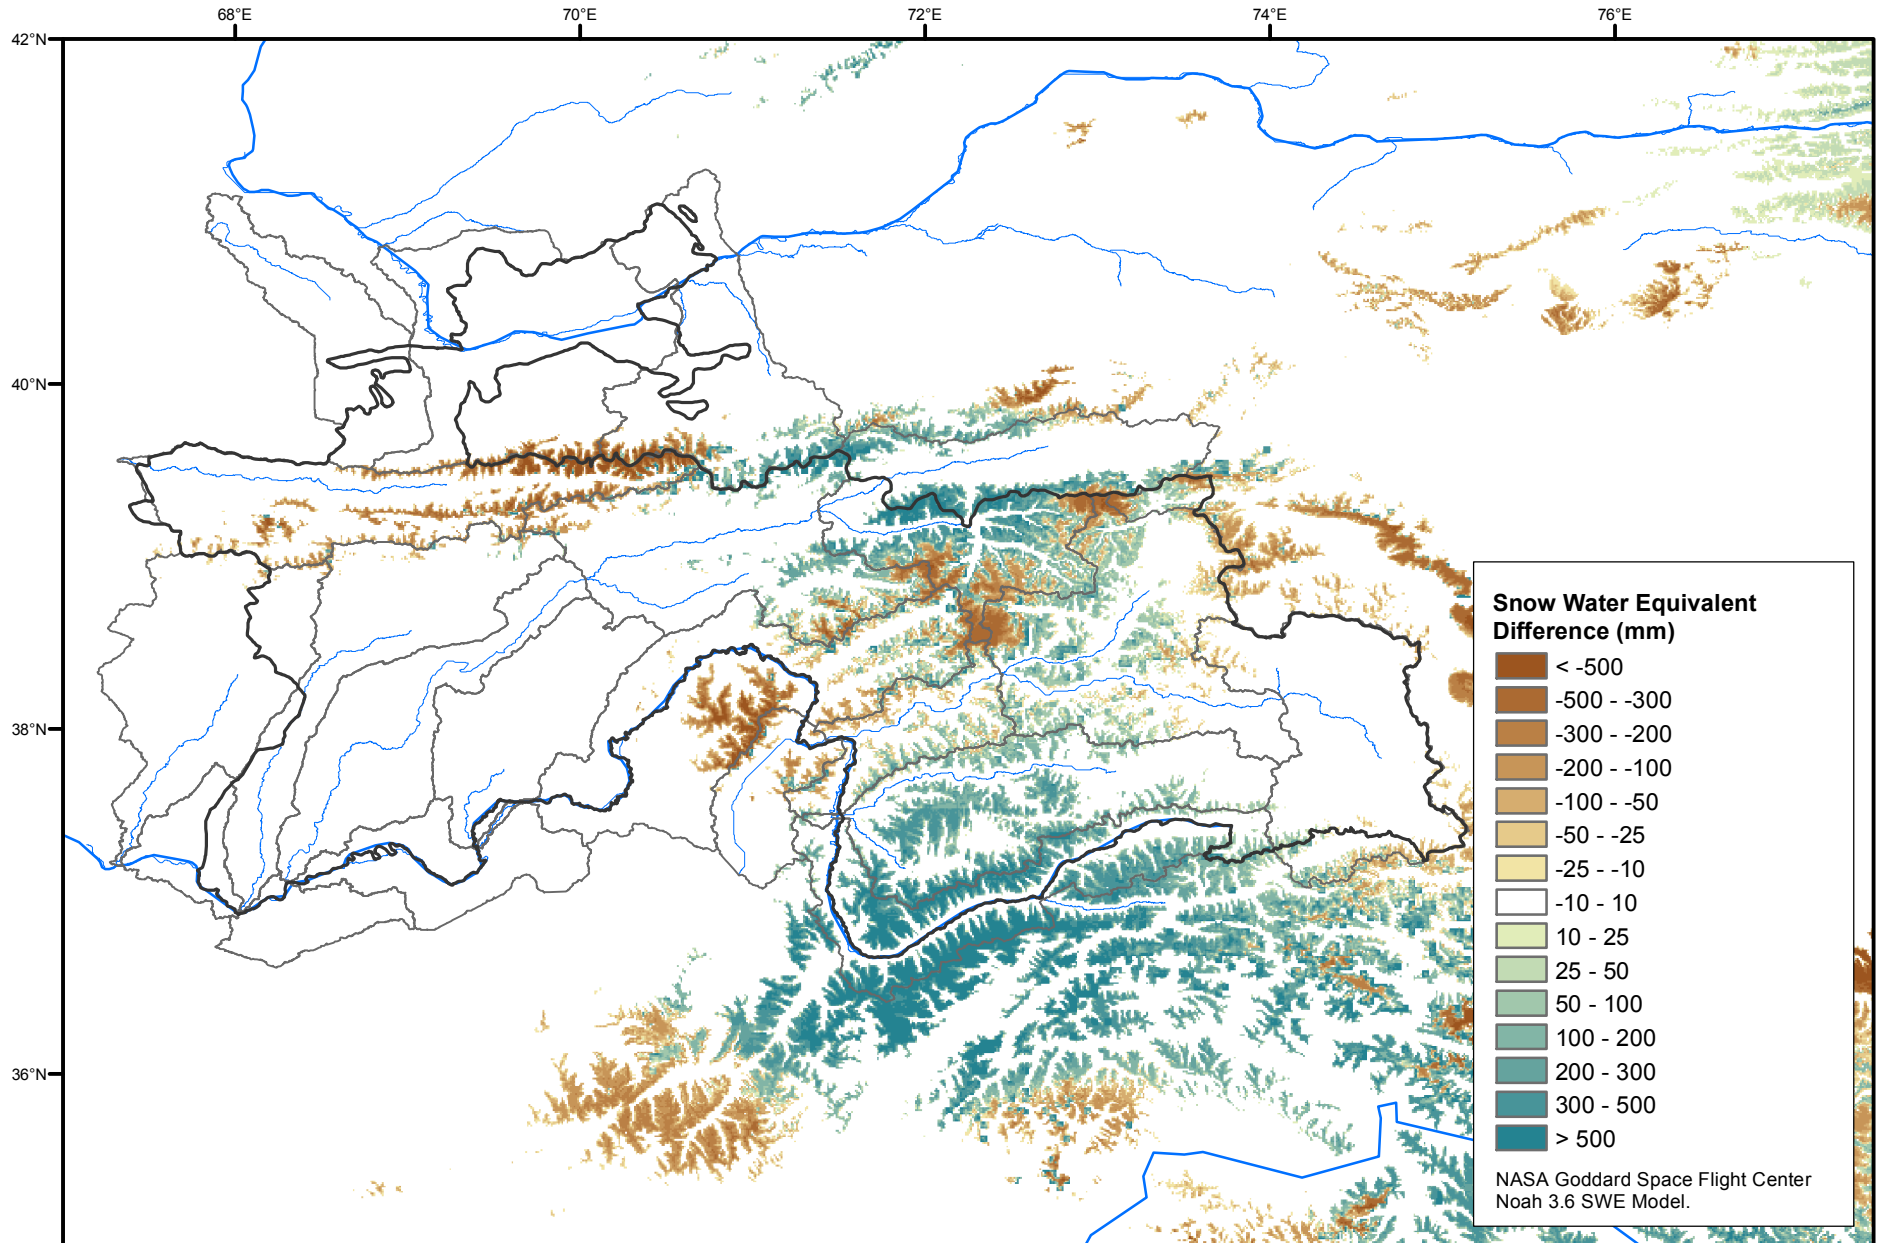 68°E
70°E
72°E
74°E
76°E
42°N
40°N
38°N
36°N
Snow Water Equivalent
Difference (mm)
< -500
-500 - -300
-300 - -200
-200 - -100
-100 - -50
-50 - -25
-25 - -10
-10 - 10
10 - 25
25 - 50
50 - 100
100 - 200
200 - 300
300 - 500
> 500
NASA Goddard Space Flight Center
Noah 3.6 SWE Model.